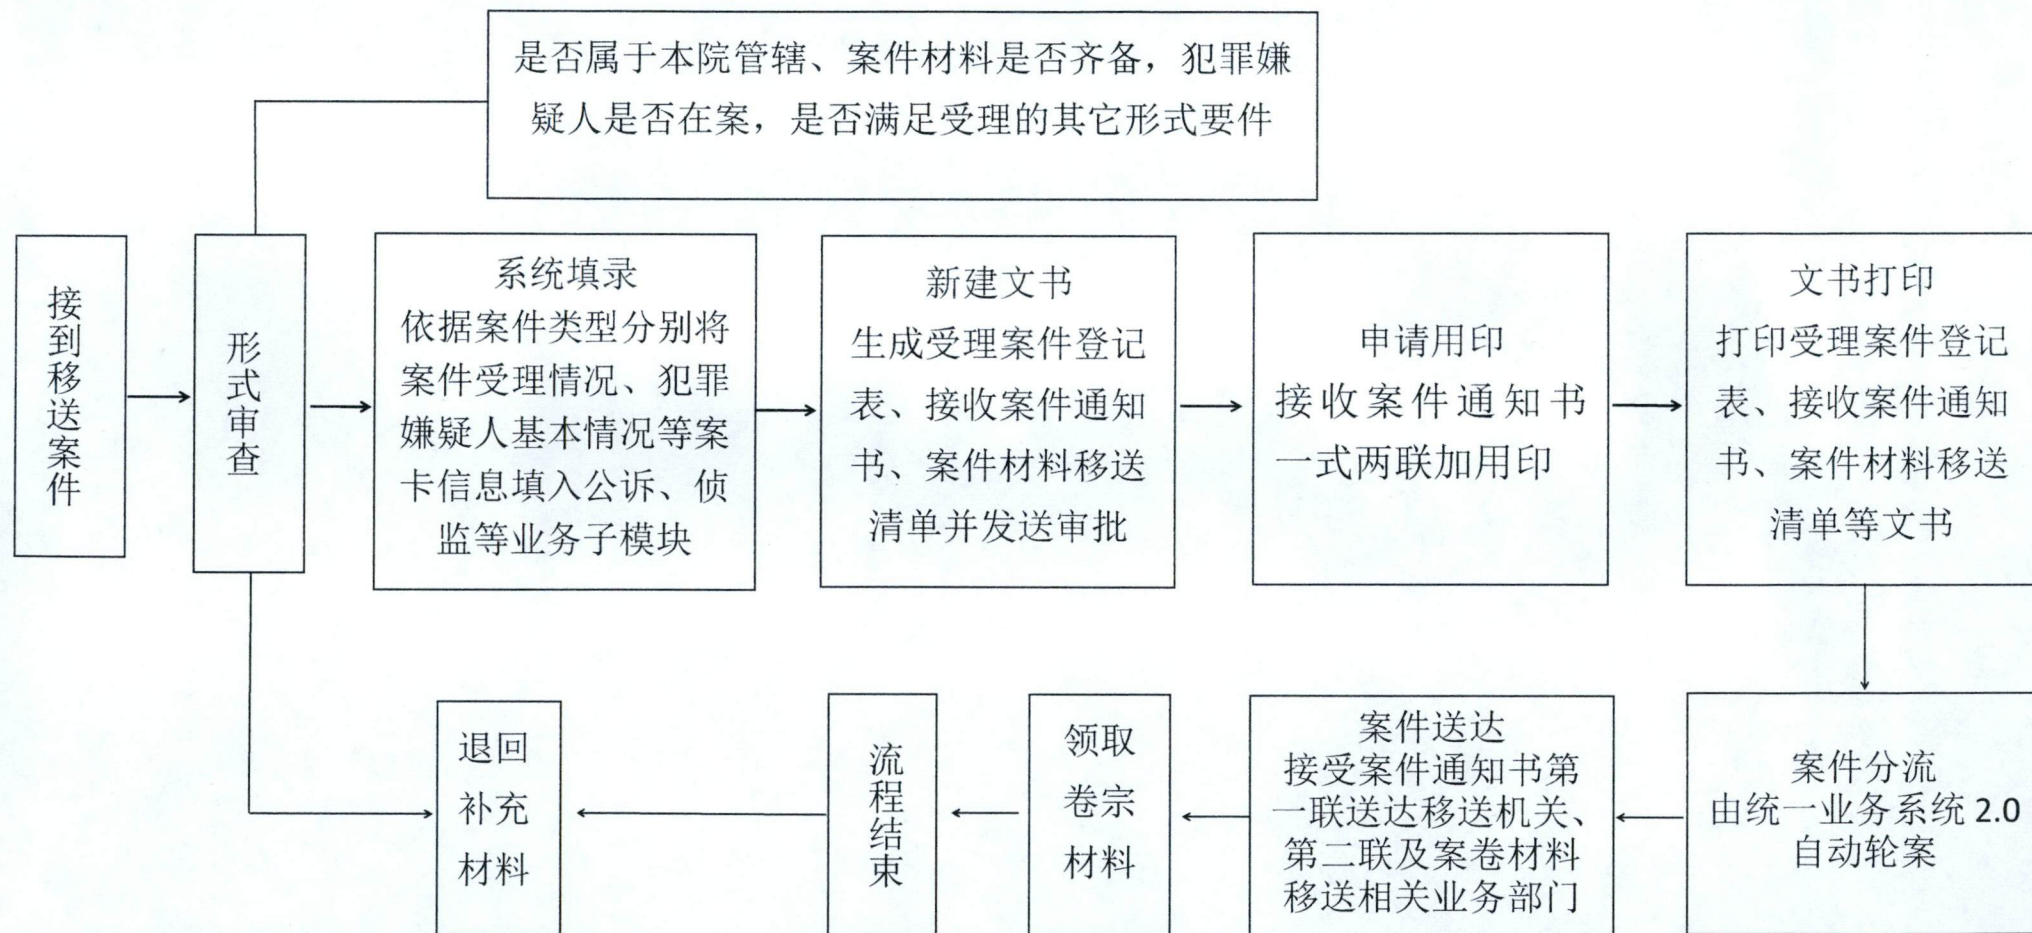 是否属于本院管辖、案件材料是否齐备，犯罪嫌
疑人是否在案，是否满足受理的其它形式要件
接到移送案件
形式审查
系统填录
依据案件类型分别将
案件受理情况、犯罪
嫌疑人基本情况等案
卡信息填入公诉、侦
监等业务子模块
新建文书
生成受理案件登记
表、接收案件通知
书、案件材料移送
清单并发送审批
申请用印
接收案件通知书
一式两联加用印
文书打印
打印受理案件登记
表、接收案件通知
书、案件材料移送
清单等文书
退回
补充
材料
流程结束
领取
卷宗
材料
案件送达
接受案件通知书第
一联送达移送机关、
第二联及案卷材料
移送相关业务部门
案件分流
由统一业务系统 2.0
自动轮案